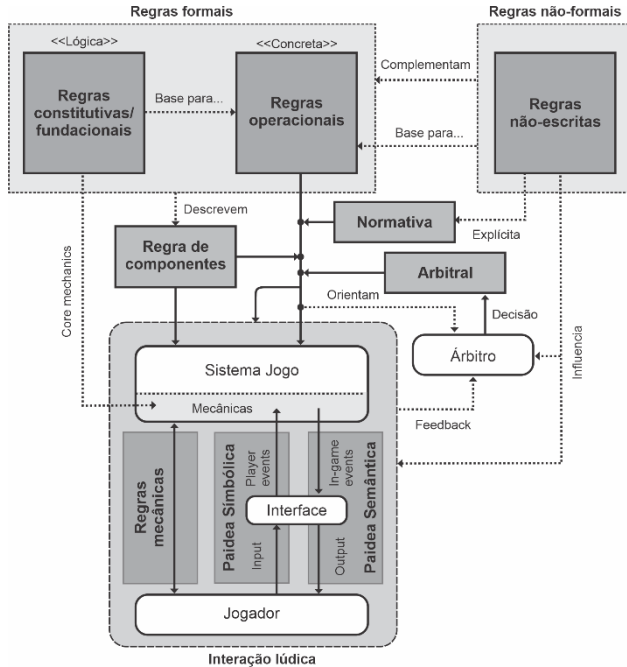 Regras formais
Regras não-formais
<<Lógica>>
<<Concreta>>
Complementam
Regras
constitutivas/
fundacionais
Base para...
Regras
operacionais
Base para...
Regras
não-escritas
Descrevem
Normativa
Explícita
Regra de
componentes
Arbitral
Core mechanics
Orientam
Decisão
Influencia
Sistema Jogo
Árbitro
Mecânicas
Feedback
Regras
mecânicas
Paidea Simbólica
Player
events
In-game
events
Paidea Semântica
Interface
Input
Output
Jogador
Interação lúdica